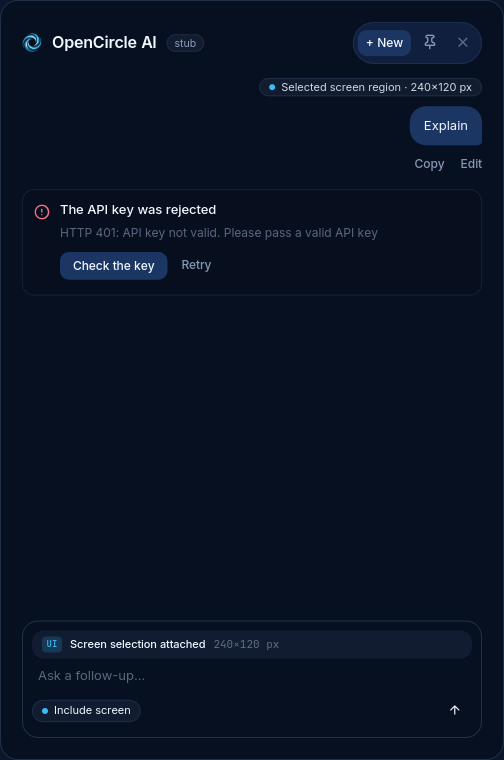 OpenCircle AI stub + New
Selected screen region · 240×120 px
Explain
Copy Edit
The API key was rejected
HTTP 401: API key not valid. Please pass a valid API key
Check the key Retry
UI Screen selection attached 240×120 px
Ask a follow-up...
Include screen